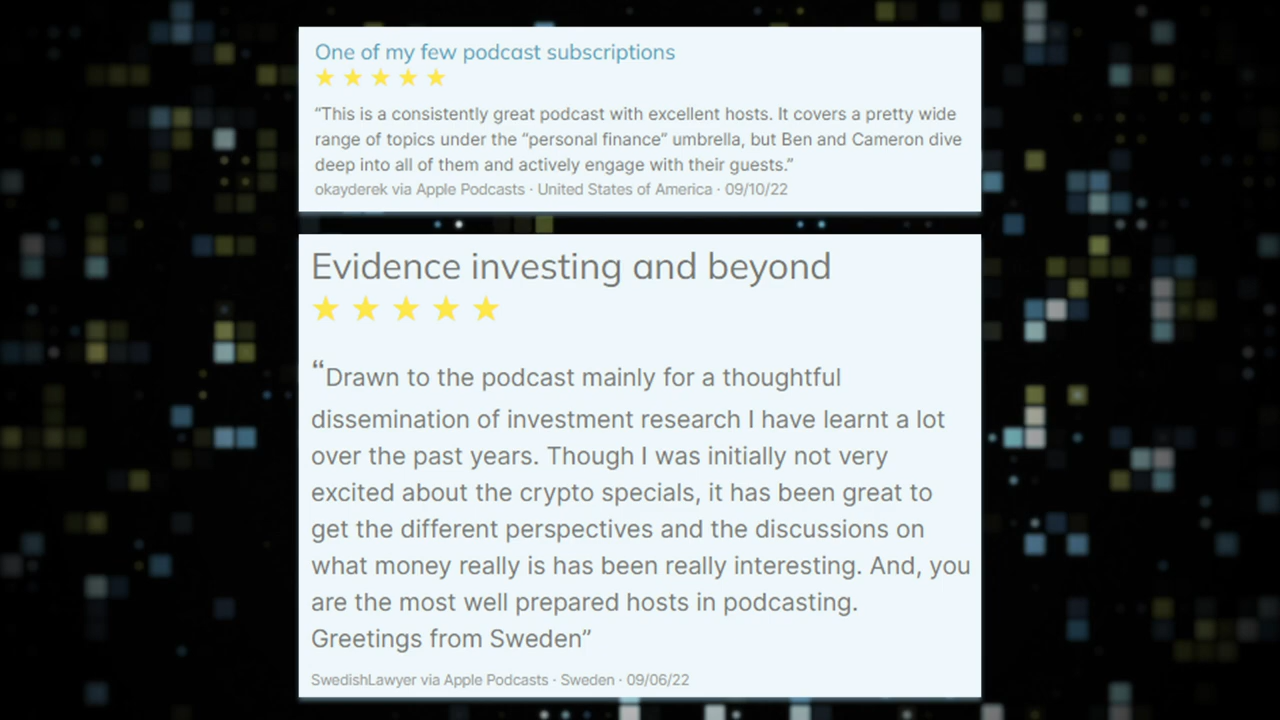 One of my few podcast subscriptions
“This is a consistently great podcast with excellent hosts. It covers a pretty wide
range of topics under the “personal finance” umbrella, but Ben and Cameron dive
deep into all of them and actively engage with their guests.”
okayderek via Apple Podcasts · United States of America · 09/10/22
Evidence investing and beyond
“Drawn to the podcast mainly for a thoughtful
dissemination of investment research I have learnt a lot
over the past years. Though I was initially not very
excited about the crypto specials, it has been great to
get the different perspectives and the discussions on
what money really is has been really interesting. And, you
are the most well prepared hosts in podcasting.
Greetings from Sweden”
SwedishLawyer via Apple Podcasts · Sweden · 09/06/22